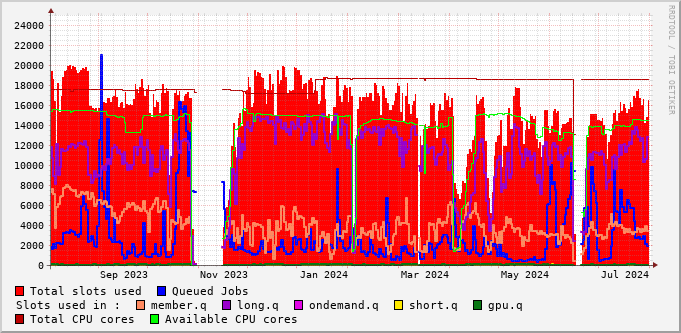 RRDTOOL / TOBI OETIKER
24000
22000
20000
18000
16000
14000
12000
10000
8000
6000
4000
2000
0
Sep 2023 Nov 2023 Jan 2024 Mar 2024 May 2024 Jul 2024
Total slots used Queued Jobs
Slots used in : member.q long.q ondemand.q short.q gpu.q
Total CPU cores Available CPU cores